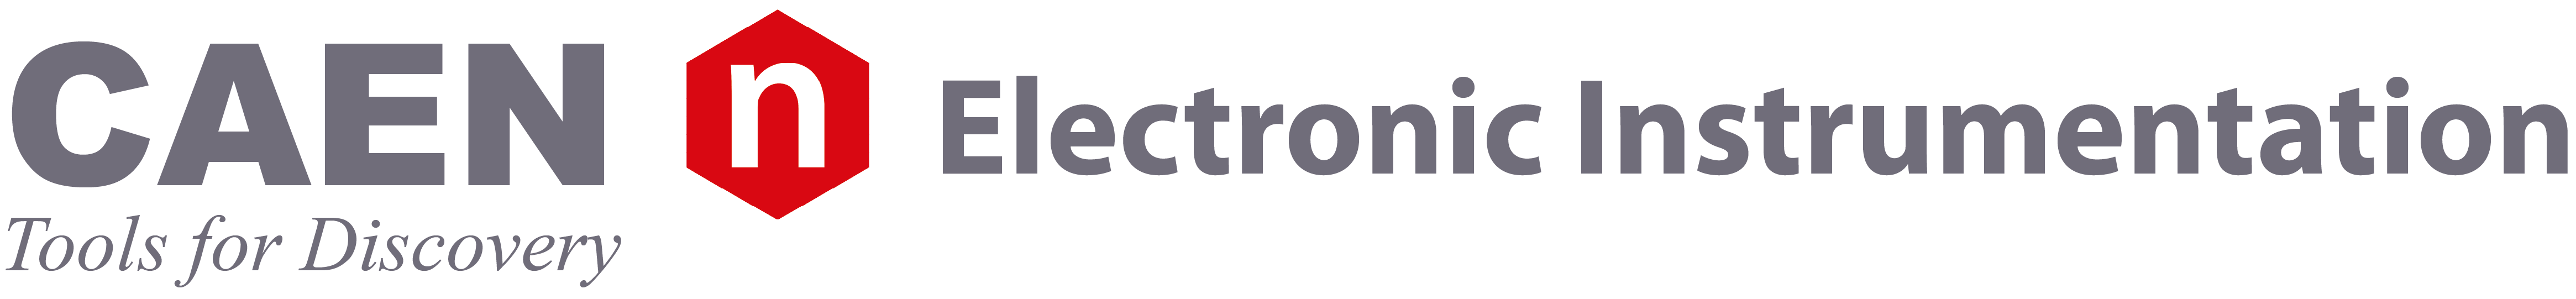 CAEN n Electronic Instrumentation
Tools for Discovery